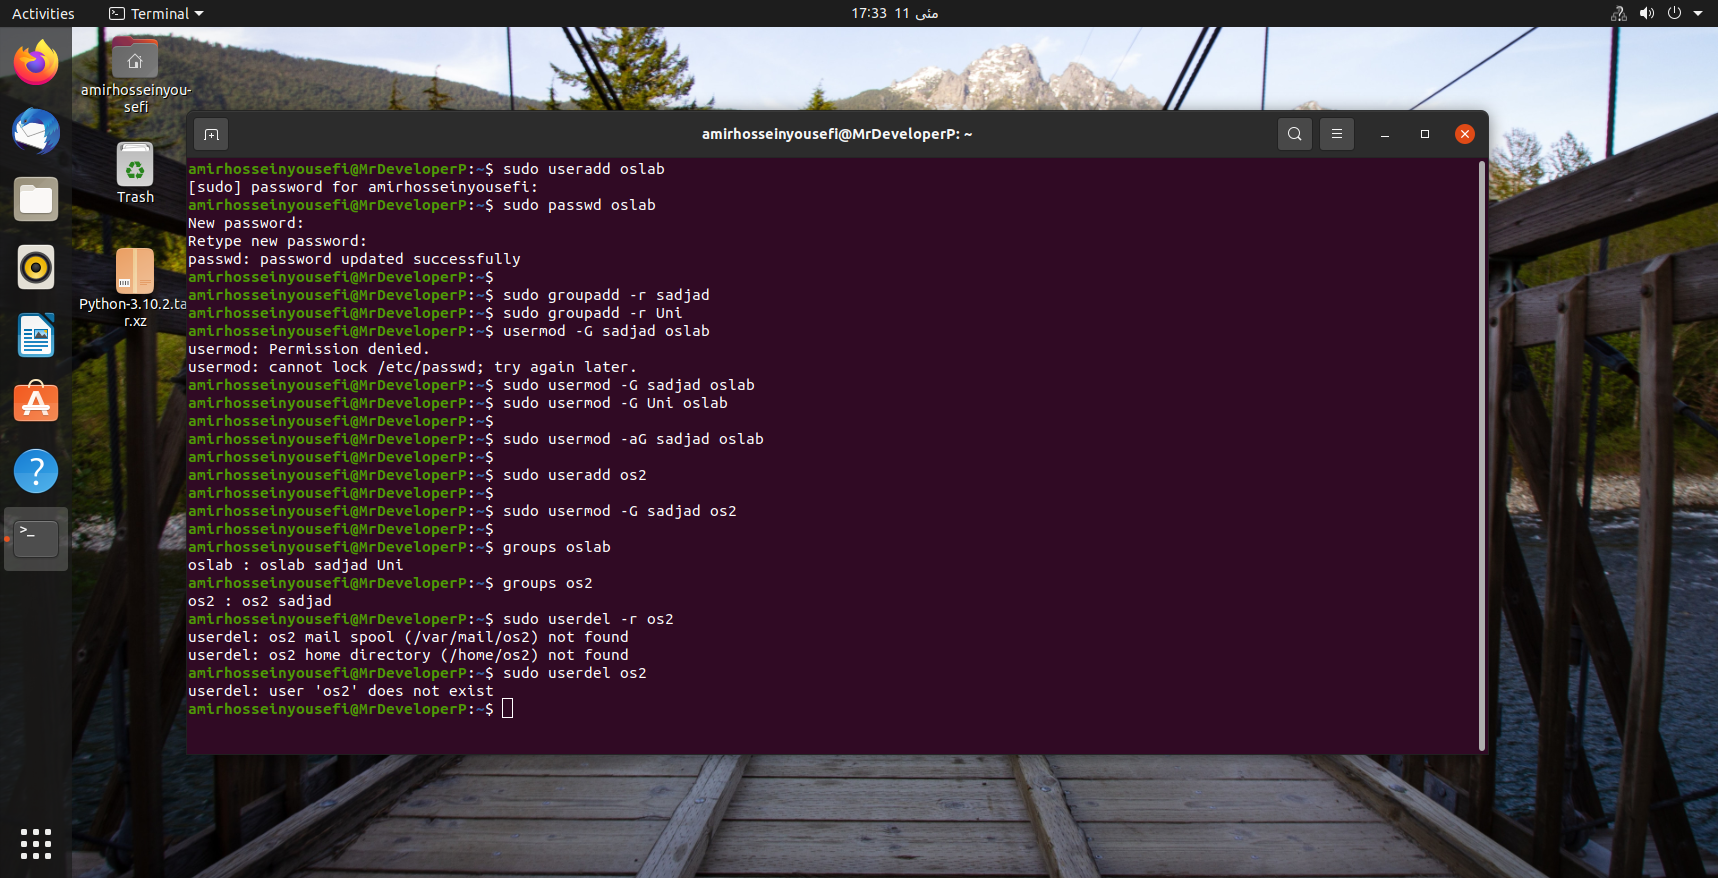 Activities
Terminal
17:33 11 مئی
amirhosseinyou-
sefi
Trash
Python-3.10.2.ta
r.xz
amirhosseinyousefi@MrDeveloperP: ~
amirhosseinyousefi@MrDeveloperP:~$ sudo useradd oslab
[sudo] password for amirhosseinyousefi:
amirhosseinyousefi@MrDeveloperP:~$ sudo passwd oslab
New password:
Retype new password:
passwd: password updated successfully
amirhosseinyousefi@MrDeveloperP:~$
amirhosseinyousefi@MrDeveloperP:~$ sudo groupadd -r sadjad
amirhosseinyousefi@MrDeveloperP:~$ sudo groupadd -r Uni
amirhosseinyousefi@MrDeveloperP:~$ usermod -G sadjad oslab
usermod: Permission denied.
usermod: cannot lock /etc/passwd; try again later.
amirhosseinyousefi@MrDeveloperP:~$ sudo usermod -G sadjad oslab
amirhosseinyousefi@MrDeveloperP:~$ sudo usermod -G Uni oslab
amirhosseinyousefi@MrDeveloperP:~$
amirhosseinyousefi@MrDeveloperP:~$ sudo usermod -aG sadjad oslab
amirhosseinyousefi@MrDeveloperP:~$
amirhosseinyousefi@MrDeveloperP:~$ sudo useradd os2
amirhosseinyousefi@MrDeveloperP:~$
amirhosseinyousefi@MrDeveloperP:~$ sudo usermod -G sadjad os2
amirhosseinyousefi@MrDeveloperP:~$
amirhosseinyousefi@MrDeveloperP:~$ groups oslab
oslab : oslab sadjad Uni
amirhosseinyousefi@MrDeveloperP:~$ groups os2
os2 : os2 sadjad
amirhosseinyousefi@MrDeveloperP:~$ sudo userdel -r os2
userdel: os2 mail spool (/var/mail/os2) not found
userdel: os2 home directory (/home/os2) not found
amirhosseinyousefi@MrDeveloperP:~$ sudo userdel os2
userdel: user 'os2' does not exist
amirhosseinyousefi@MrDeveloperP:~$